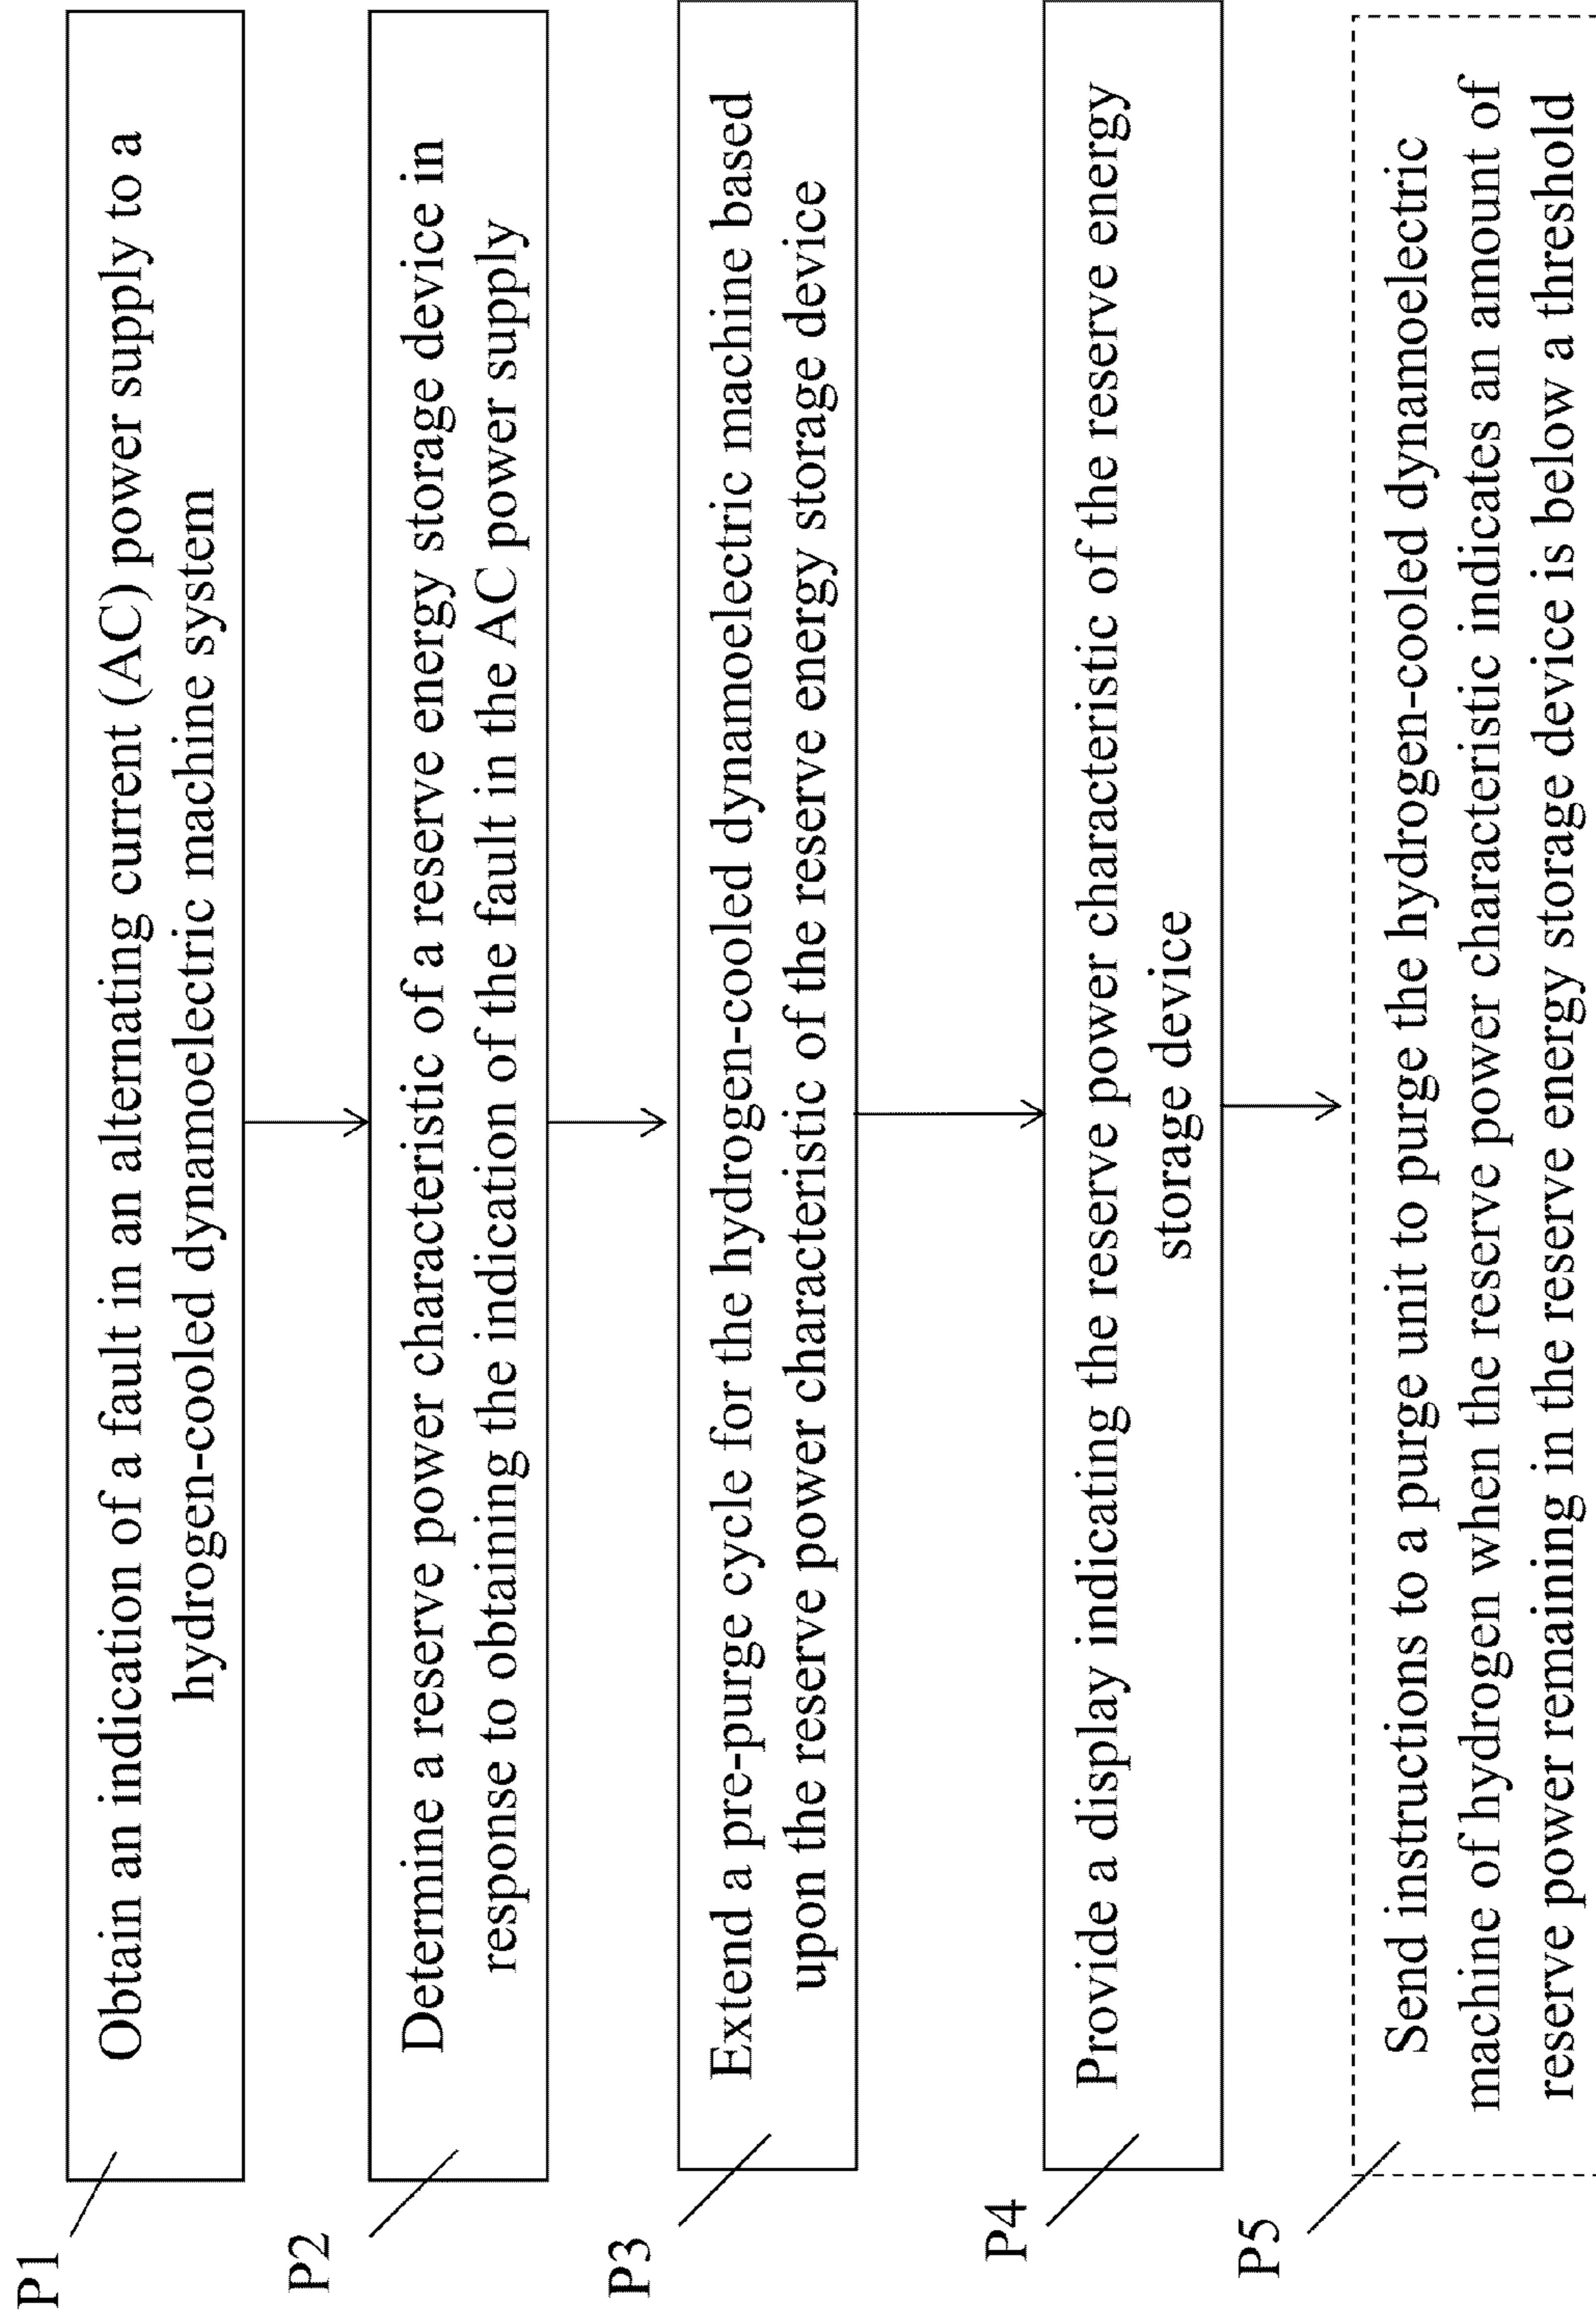 P1
Obtain an indication of a fault in an alternating current (AC) power supply to a
hydrogen-cooled dynamoelectric machine system
P2
Determine a reserve power characteristic of a reserve energy storage device in
response to obtaining the indication of the fault in the AC power supply
P3
Extend a pre-purge cycle for the hydrogen-cooled dynamoelectric machine based
upon the reserve power characteristic of the reserve energy storage device
P4
Provide a display indicating the reserve power characteristic of the reserve energy
storage device
P5
Send instructions to a purge unit to purge the hydrogen-cooled dynamoelectric
machine of hydrogen when the reserve power characteristic indicates an amount of
reserve power remaining in the reserve energy storage device is below a threshold